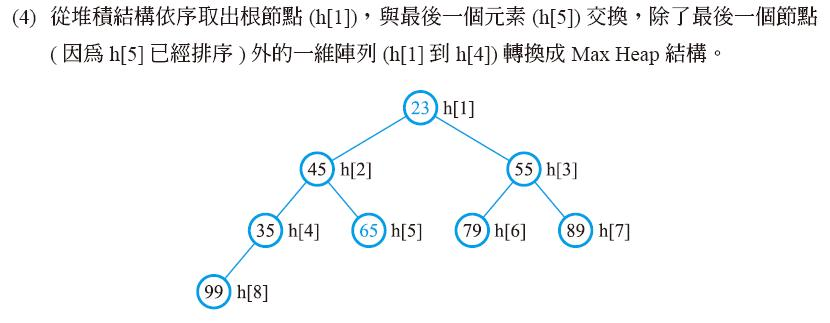 (4) 從堆積結構依序取出根節點 (h[1])，與最後一個元素 (h[5]) 交換，除了最後一個節點
( 因為 h[5] 已經排序 ) 外的一維陣列 (h[1] 到 h[4]) 轉換成 Max Heap 結構。
23 h[1]
45 h[2] 55 h[3]
35 h[4] 65 h[5] 79 h[6] 89 h[7]
99 h[8]